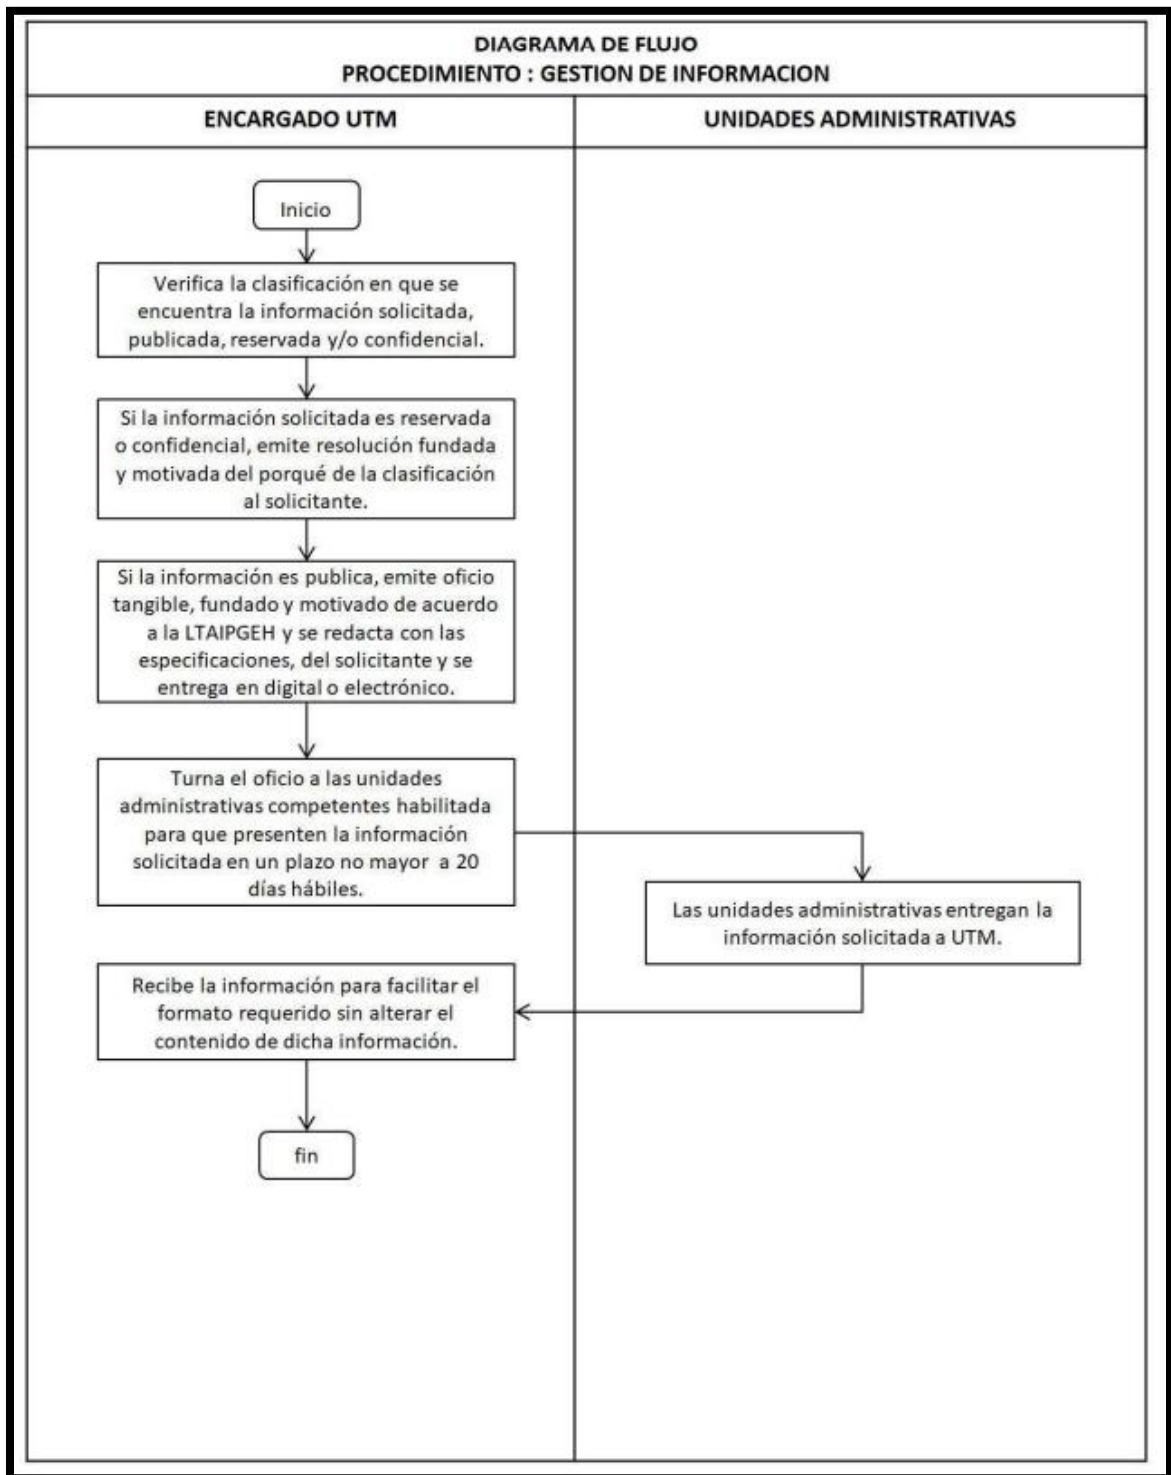 DIAGRAMA DE FLUJO
PROCEDIMIENTO : GESTION DE INFORMACION
ENCARGADO UTM
UNIDADES ADMINISTRATIVAS
Inicio
Verifica la clasificación en que se
encuentra la información solicitada,
publicada, reservada y/o confidencial.
Si la información solicitada es reservada
o confidencial, emite resolución fundada
y motivada del porqué de la clasificación
al solicitante.
Si la información es publica, emite oficio
tangible, fundado y motivado de acuerdo
a la LTAIPGEH y se redacta con las
especificaciones, del solicitante y se
entrega en digital o electrónico.
Turna el oficio a las unidades
administrativas competentes habilitada
para que presenten la información
solicitada en un plazo no mayor a 20
días hábiles.
Las unidades administrativas entregan la
información solicitada a UTM.
Recibe la información para facilitar el
formato requerido sin alterar el
contenido de dicha información.
fin